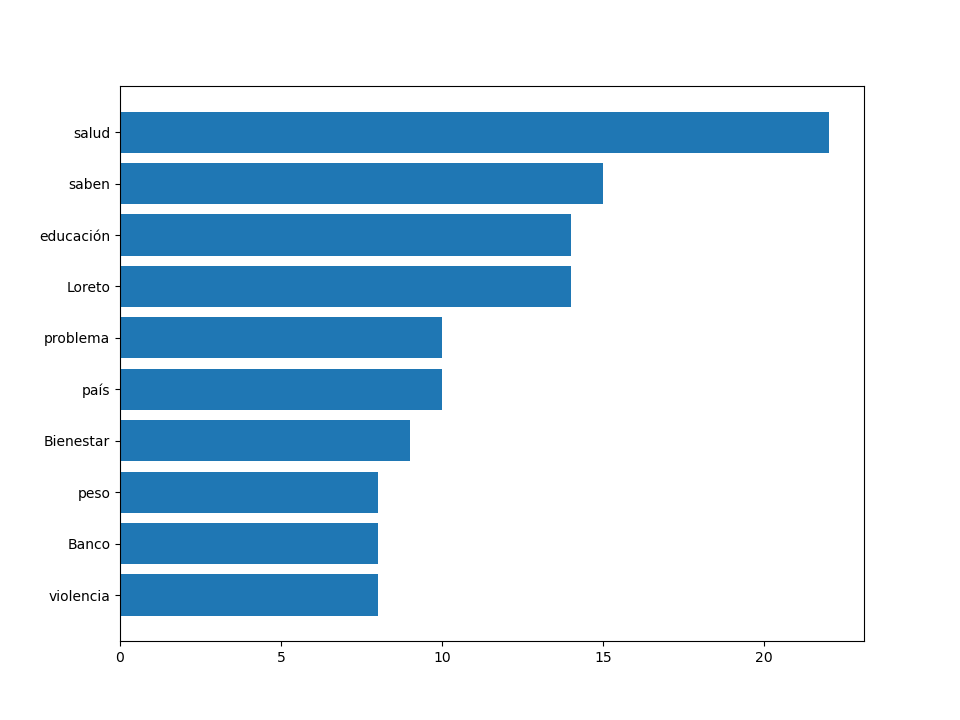 salud
saben
educación
Loreto
problema
país
Bienestar
peso
Banco
violencia
0 5 10 15 20